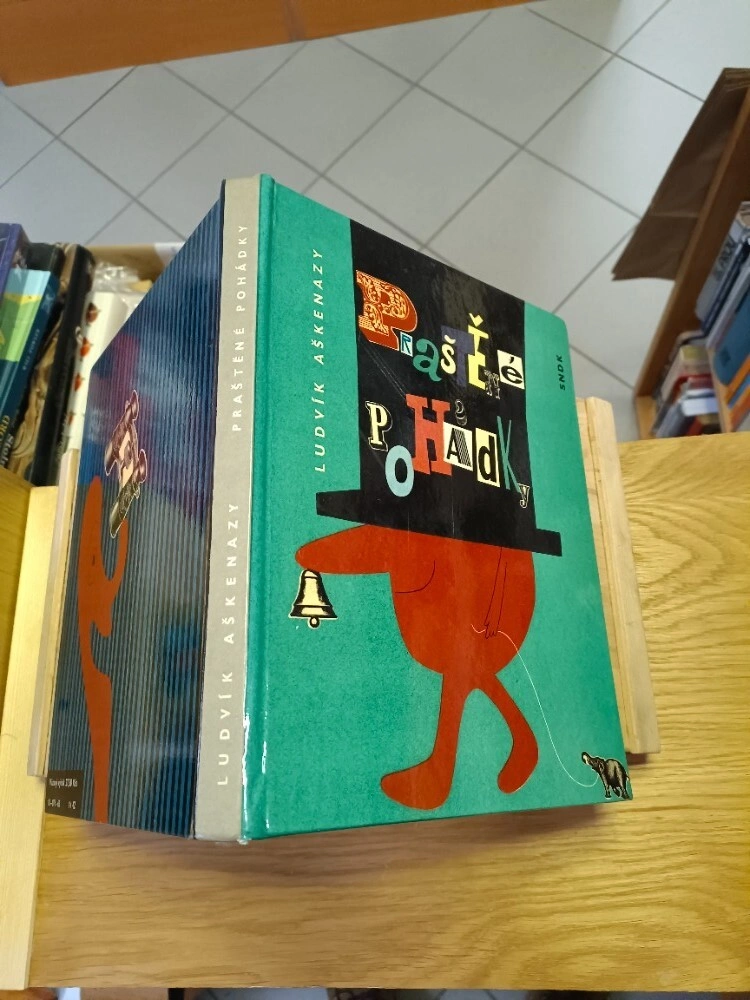 LUDVÍK AŠKENAZY
PRAŠTĚNÉ
POHÁDKY
SNDK
LUDVÍK AŠKENAZY PRAŠTĚNÉ POHÁDKY